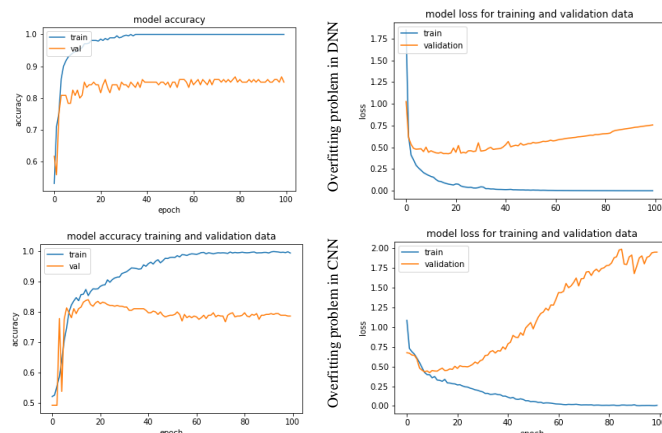 model accuracy
train
val
1.0
0.9
0.8
0.7
0.6
accuracy
0
20
40
60
80
100
epoch
Overfitting problem in DNN
model loss for training and validation data
train
validation
1.75
1.50
1.25
1.00
0.75
0.50
0.25
0.00
loss
0
20
40
60
80
100
epoch
model accuracy training and validation data
train
val
1.0
0.9
0.8
0.7
0.6
0.5
accuracy
0
20
40
60
80
100
epoch
Overfitting problem in CNN
model loss for training and validation data
train
validation
2.00
1.75
1.50
1.25
1.00
0.75
0.50
0.25
0.00
loss
0
20
40
60
80
100
epoch